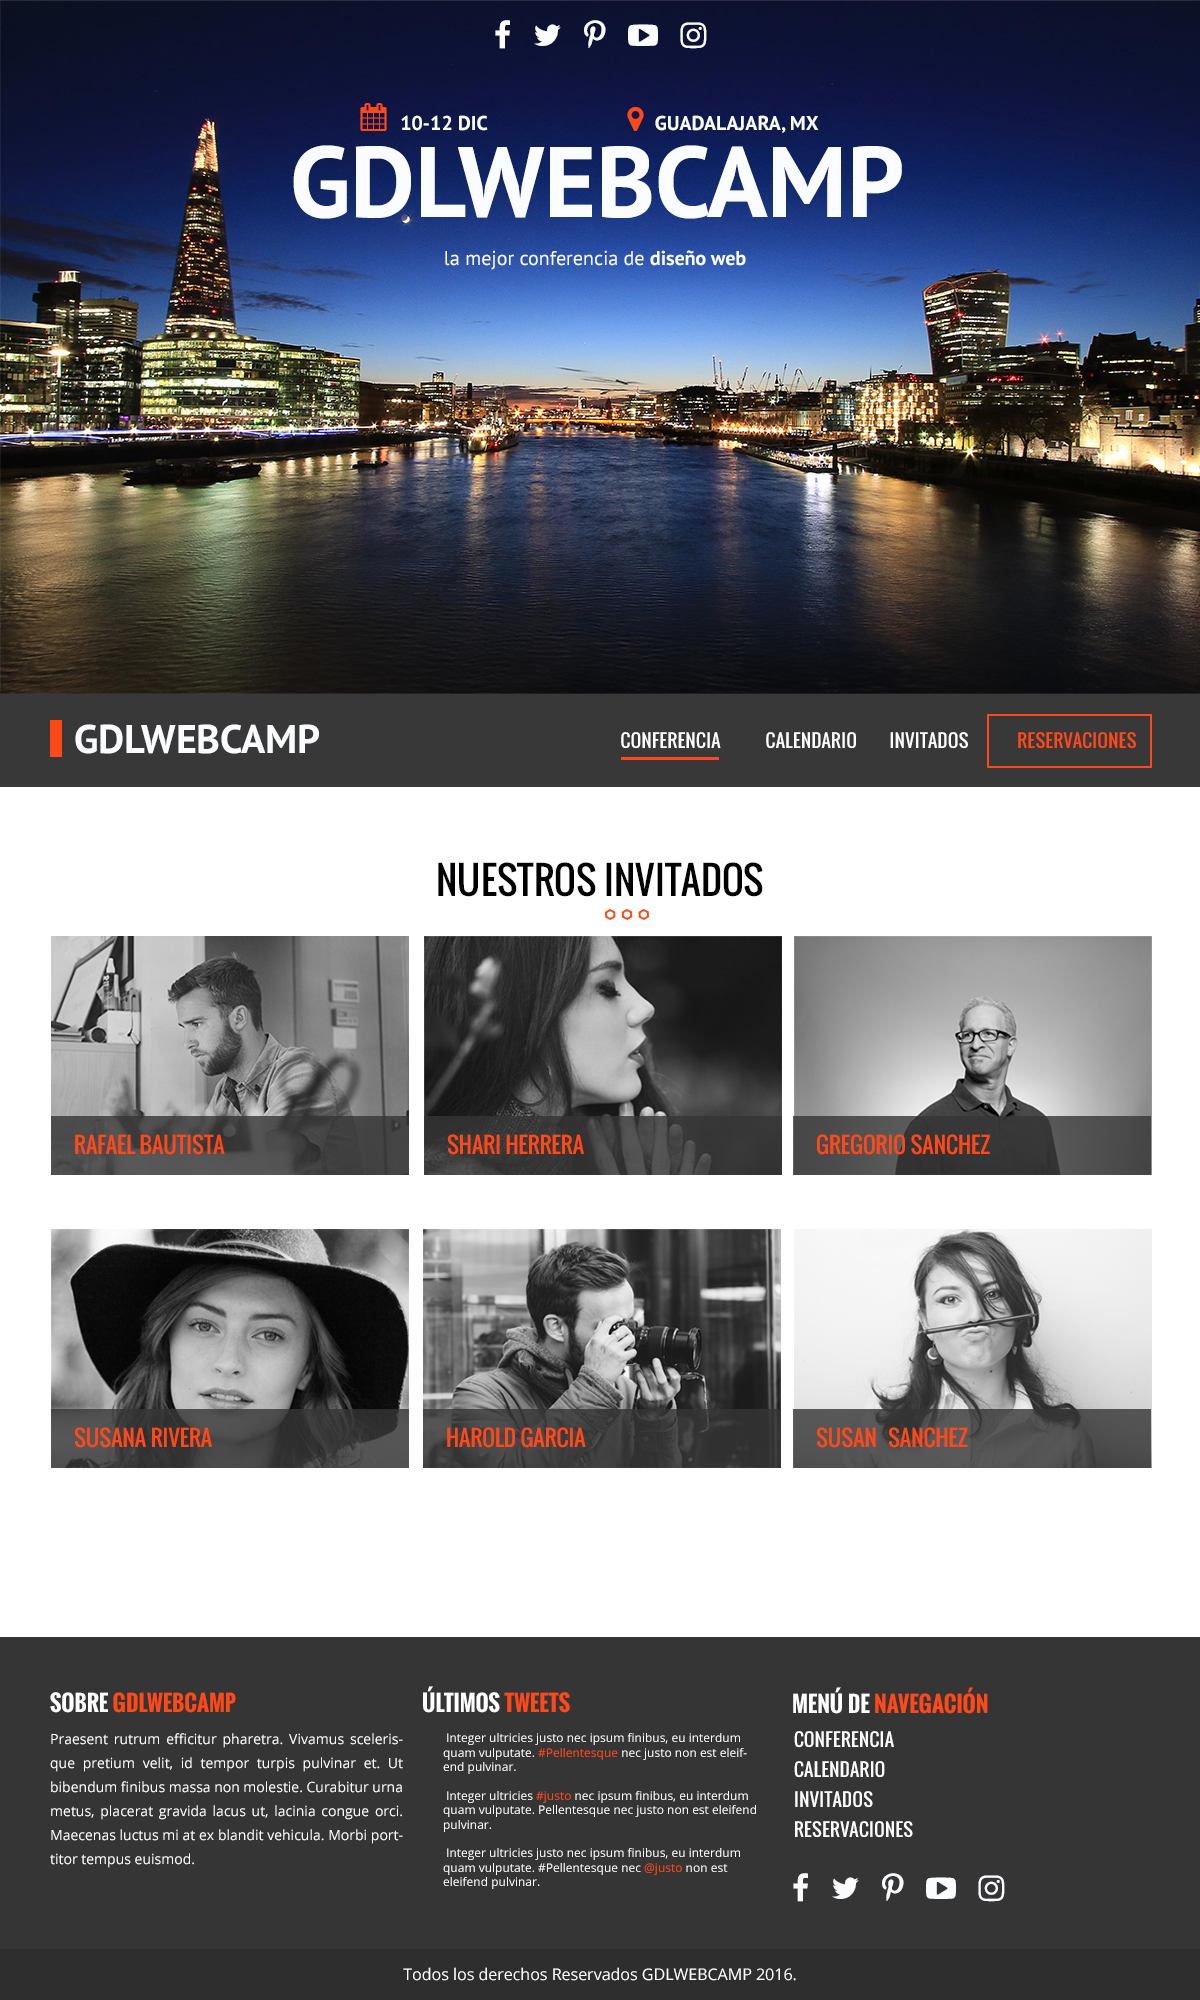 10-12 DIC
GUADALAJARA, MX
GDLWEBCAMP
la mejor conferencia de diseño web
GDLWEBCAMP
CONFERENCIA
CALENDARIO
INVITADOS
RESERVACIONES
NUESTROS INVITADOS
RAFAEL BAUTISTA
SHARI HERRERA
GREGORIO SANCHEZ
SUSANA RIVERA
HAROLD GARCIA
SUSAN SANCHEZ
SOBRE GDLWEBCAMP
Praesent rutrum efficitur pharetra. Vivamus sceleris-
que pretium velit, id tempor turpis pulvinar et. Ut
bibendum finibus massa non molestie. Curabitur urna
metus, placerat gravida lacus ut, lacinia congue orci.
Maecenas luctus mi at ex blandit vehicula. Morbi port-
titor tempus euismod.
ÚLTIMOS TWEETS
Integer ultricies justo nec ipsum finibus, eu interdum
quam vulputate. #Pellentesque nec justo non est eleif-
end pulvinar.
Integer ultricies #justo nec ipsum finibus, eu interdum
quam vulputate. Pellentesque nec justo non est eleifend
pulvinar.
Integer ultricies justo nec ipsum finibus, eu interdum
quam vulputate. #Pellentesque nec @justo non est
eleifend pulvinar.
MENÚ DE NAVEGACIÓN
CONFERENCIA
CALENDARIO
INVITADOS
RESERVACIONES
Todos los derechos Reservados GDLWEBCAMP 2016.